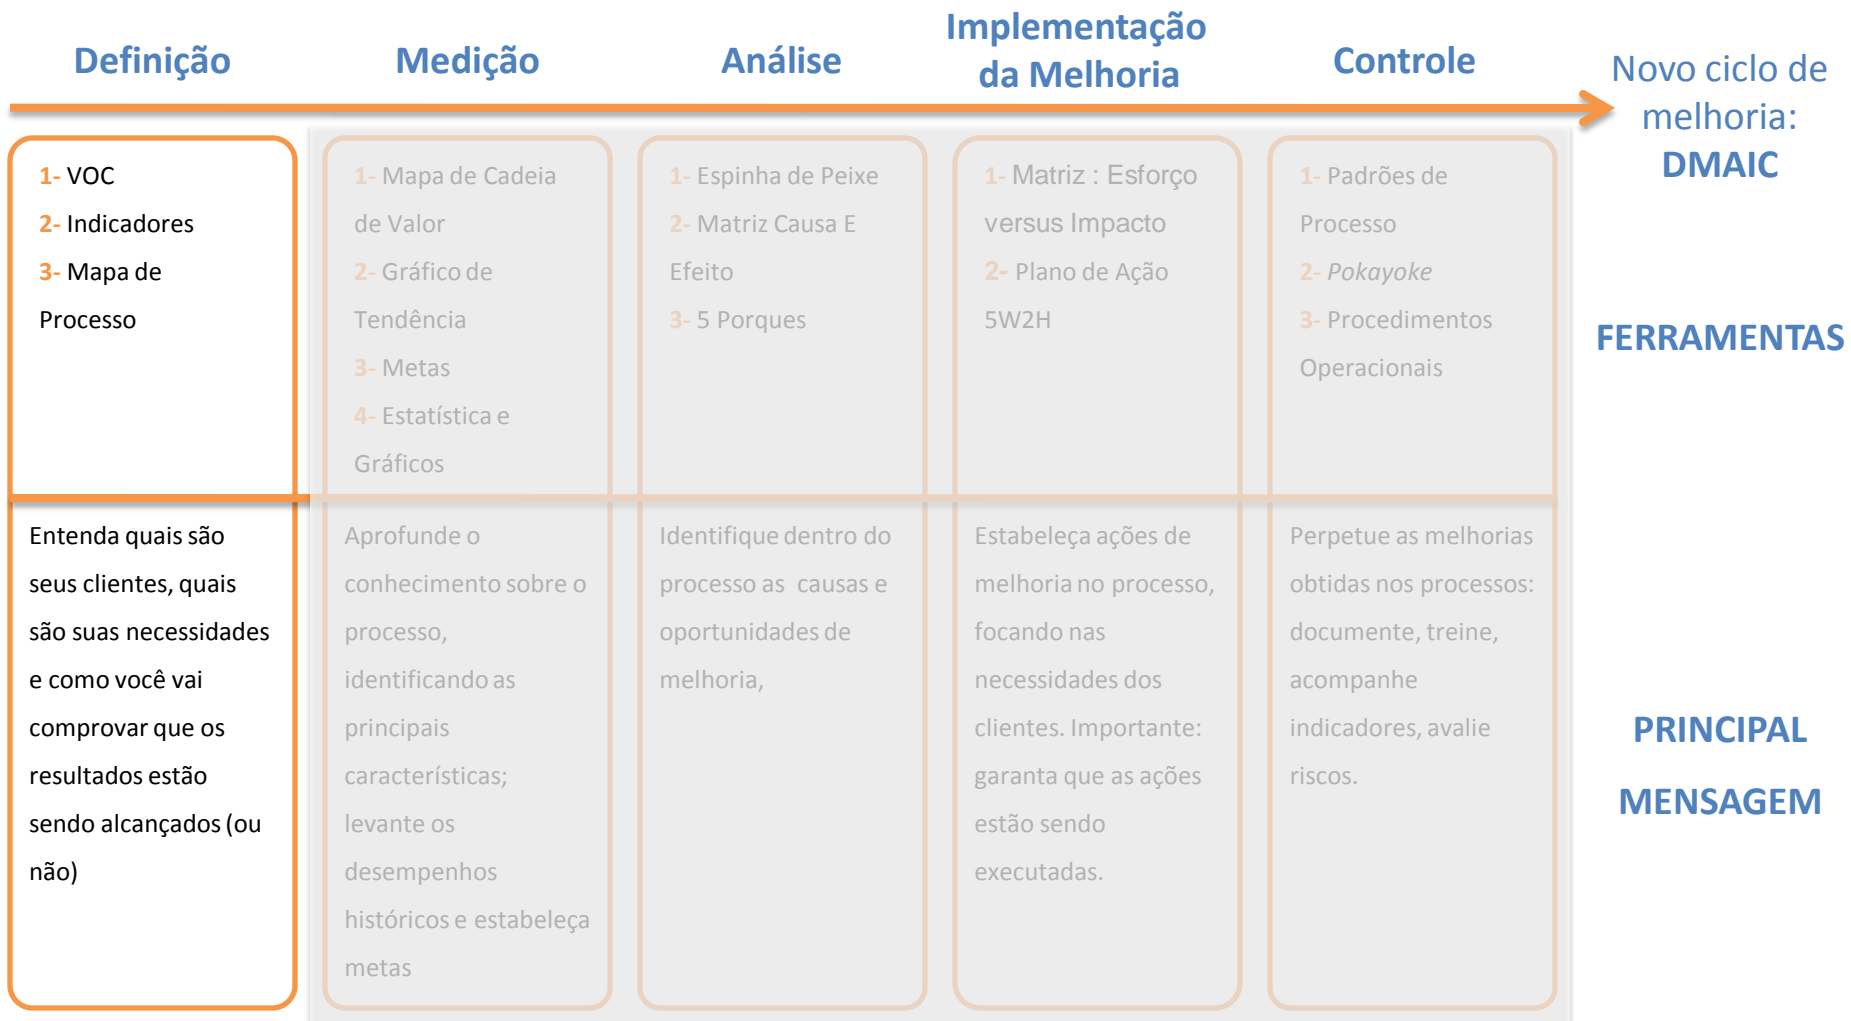 Definição
Medição
Análise
Implementação
da Melhoria
Controle
Novo ciclo de
melhoria:
DMAIC
1- VOC
2- Indicadores
3- Mapa de
Processo
1- Mapa de Cadeia
de Valor
2- Gráfico de
Tendência
3- Metas
4- Estatística e
Gráficos
1- Espinha de Peixe
2- Matriz Causa E
Efeito
3- 5 Porques
1- Matriz : Esforço
versus Impacto
2- Plano de Ação
5W2H
1- Padrões de
Processo
2- Pokayoke
3- Procedimentos
Operacionais
FERRAMENTAS
Entenda quais são
seus clientes, quais
são suas necessidades
e como você vai
comprovar que os
resultados estão
sendo alcançados (ou
não)
Aprofunde o
conhecimento sobre o
processo,
identificando as
principais
características;
levante os
desempenhos
históricos e estabeleça
metas
Identifique dentro do
processo as causas e
oportunidades de
melhoria,
Estabeleça ações de
melhoria no processo,
focando nas
necessidades dos
clientes. Importante:
garanta que as ações
estão sendo
executadas.
Perpetue as melhorias
obtidas nos processos:
documente, treine,
acompanhe
indicadores, avalie
riscos.
PRINCIPAL
MENSAGEM